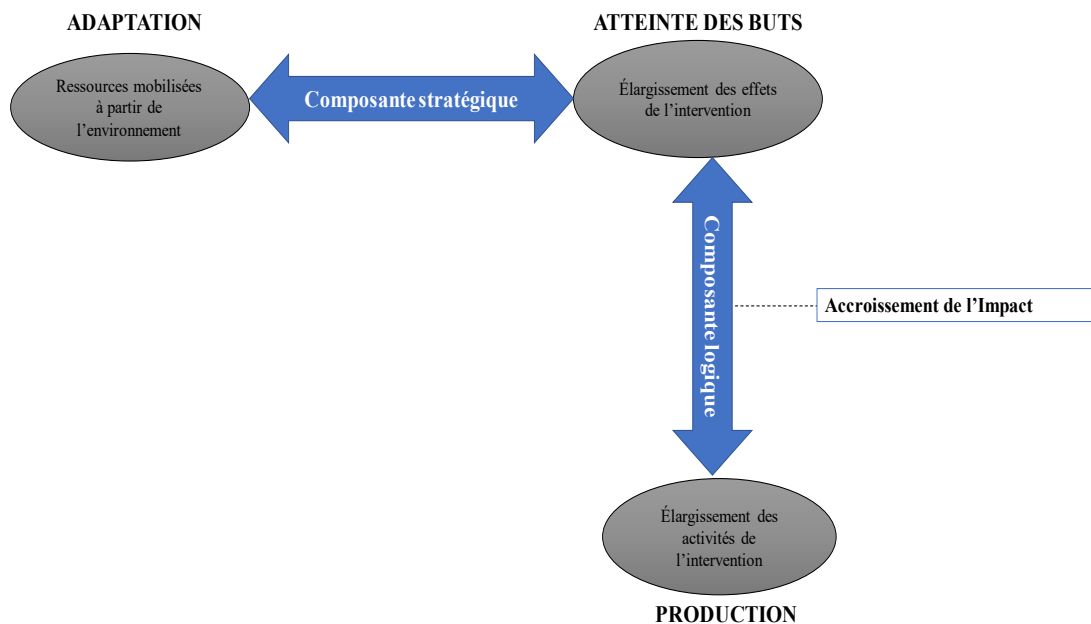 ADAPTATION
ATTEINTE DES BUTS
Ressources mobilisées
à partir de
l’environnement
Composante stratégique
Élargissement des effets
de l’intervention
Composante logique
Accroissement de l’Impact
Élargissement des
activités de
l’intervention
PRODUCTION